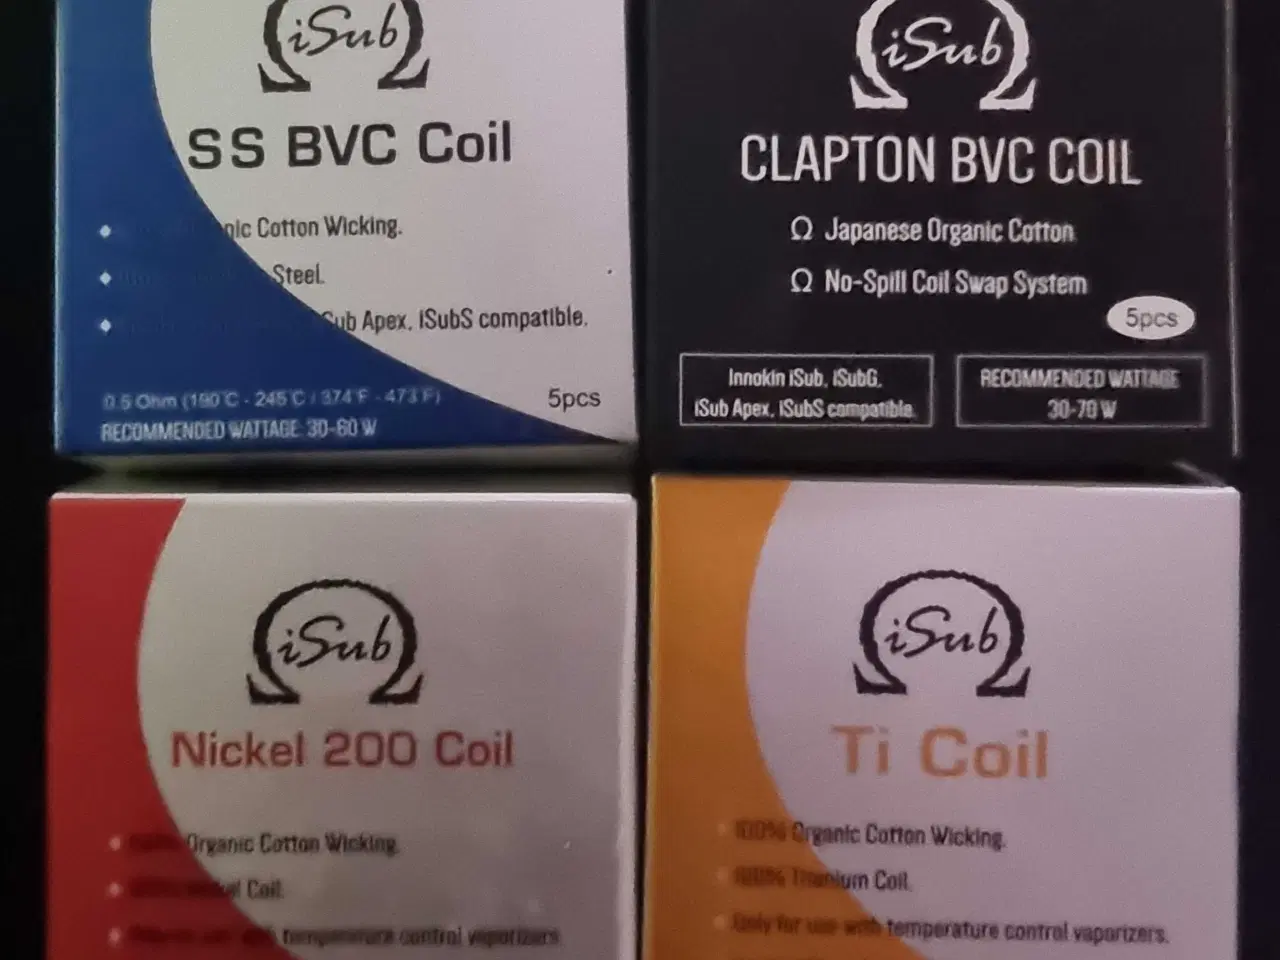 iSub
SS BVC Coil
nic Cotton Wicking.
Steel.
Sub Apex, iSubS compatible.
0.5 Ohm (190°C - 245°C / 374°F - 473°F)
5pcs
RECOMMENDED WATTAGE: 30-60 W
iSub
CLAPTON BVC COIL
Ω Japanese Organic Cotton
Ω No-Spill Coil Swap System
5pcs
Innokin iSub, iSubG,
iSub Apex, iSubS compatible.
RECOMMENDED WATTAGE
30-70 W
iSub
Nickel 200 Coil
Organic Cotton Wicking.
Coil.
temperature control vaporizers
iSub
Ti Coil
100% Organic Cotton Wicking.
100% Titanium Coil.
Only for use with temperature control vaporizers.